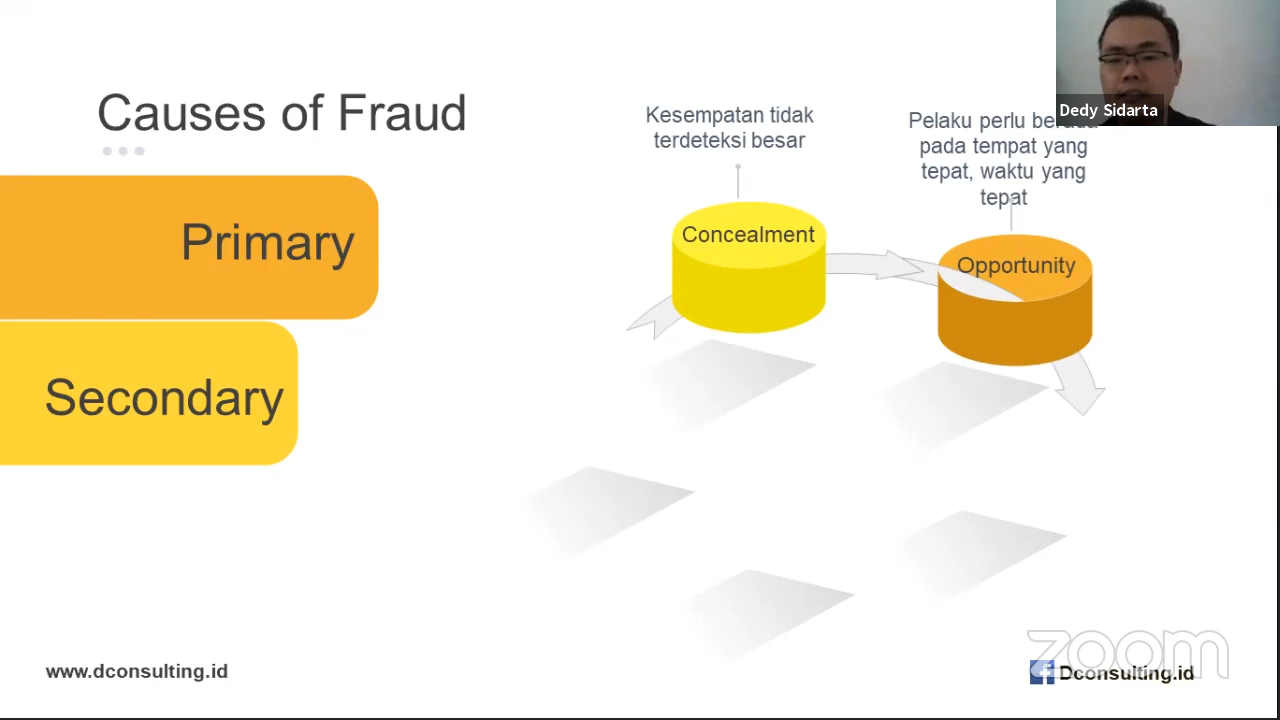 Dedy Sidarta
Causes of Fraud
Kesempatan tidak
terdeteksi besar
Pelaku perlu
pada tempat yang
tepat, waktu yang
tepat
Primary
Secondary
Concealment
Opportunity
www.dconsulting.id
zoom
Dconsulting.id